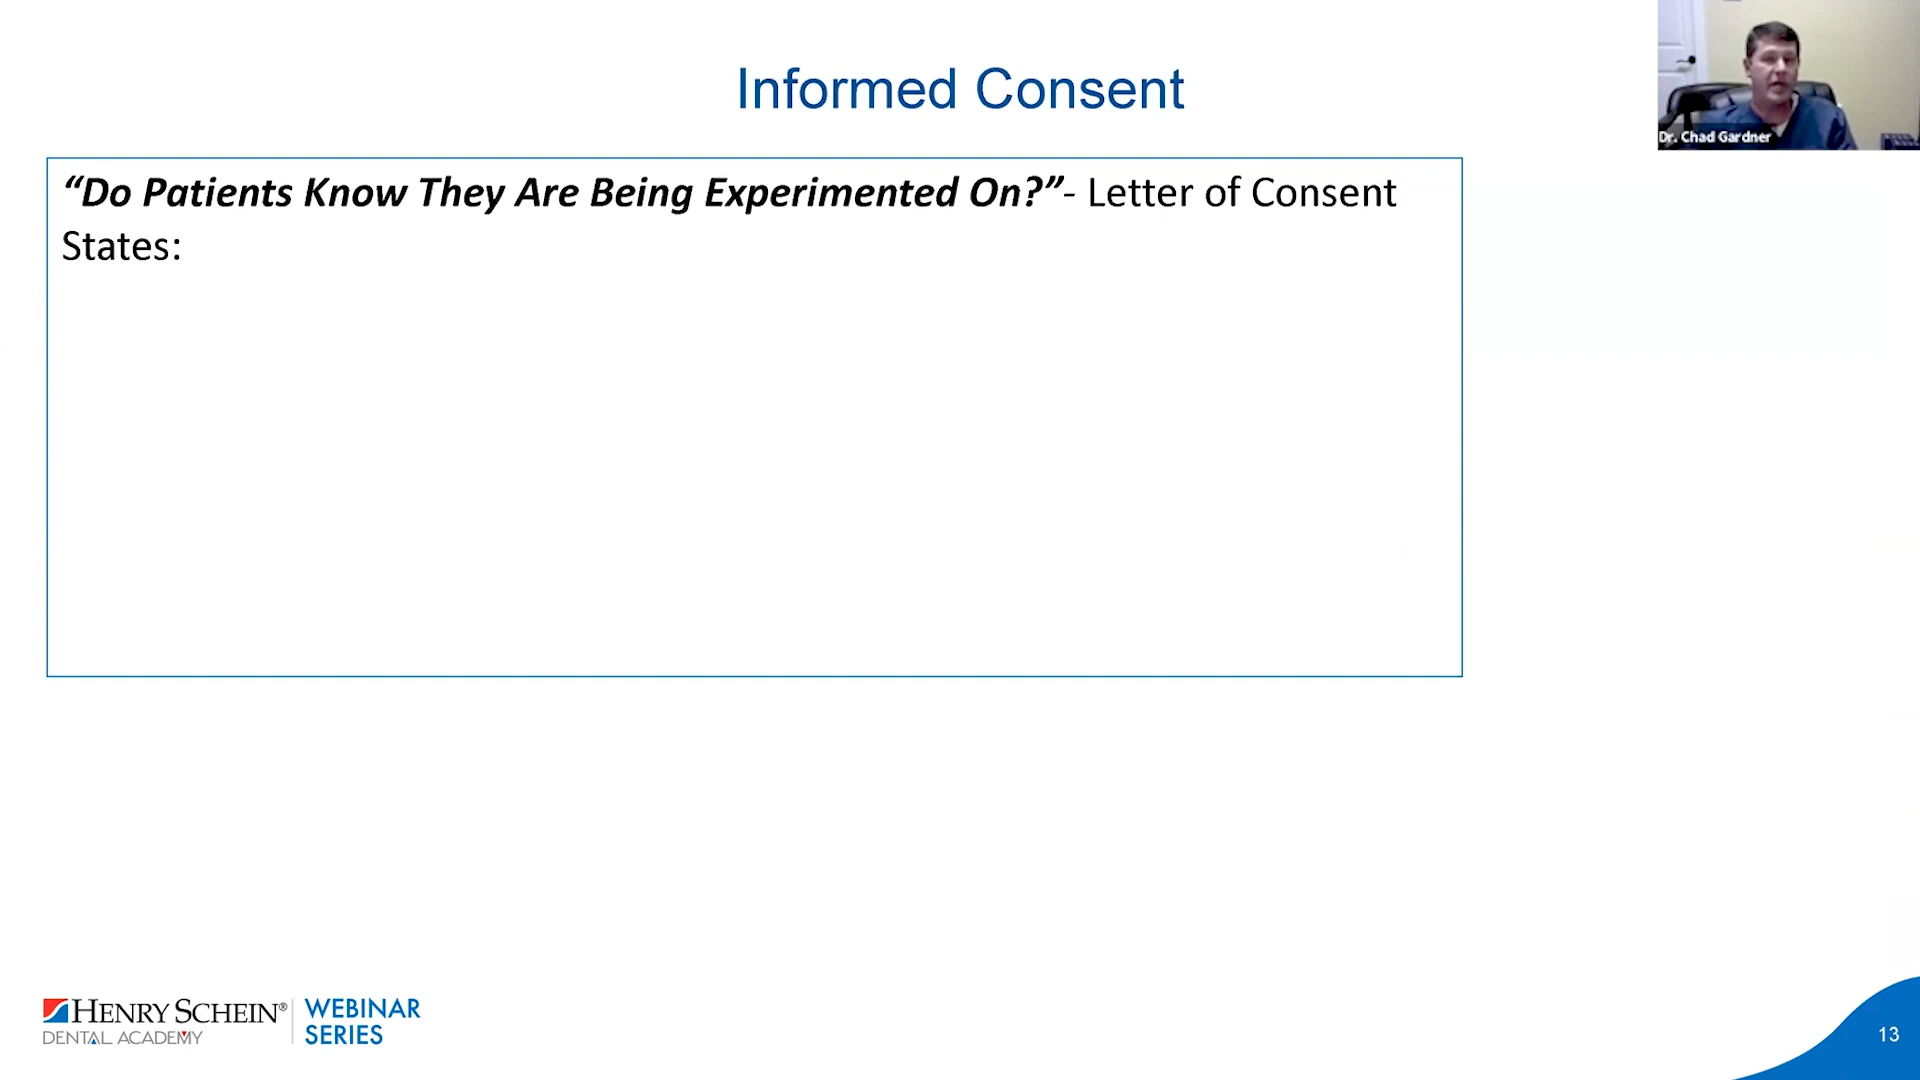 Informed Consent
Dr. Chad Gardner
“Do Patients Know They Are Being Experimented On?”- Letter of Consent
States:
HENRY SCHEIN®
DENTAL ACADEMY
WEBINAR
SERIES
13